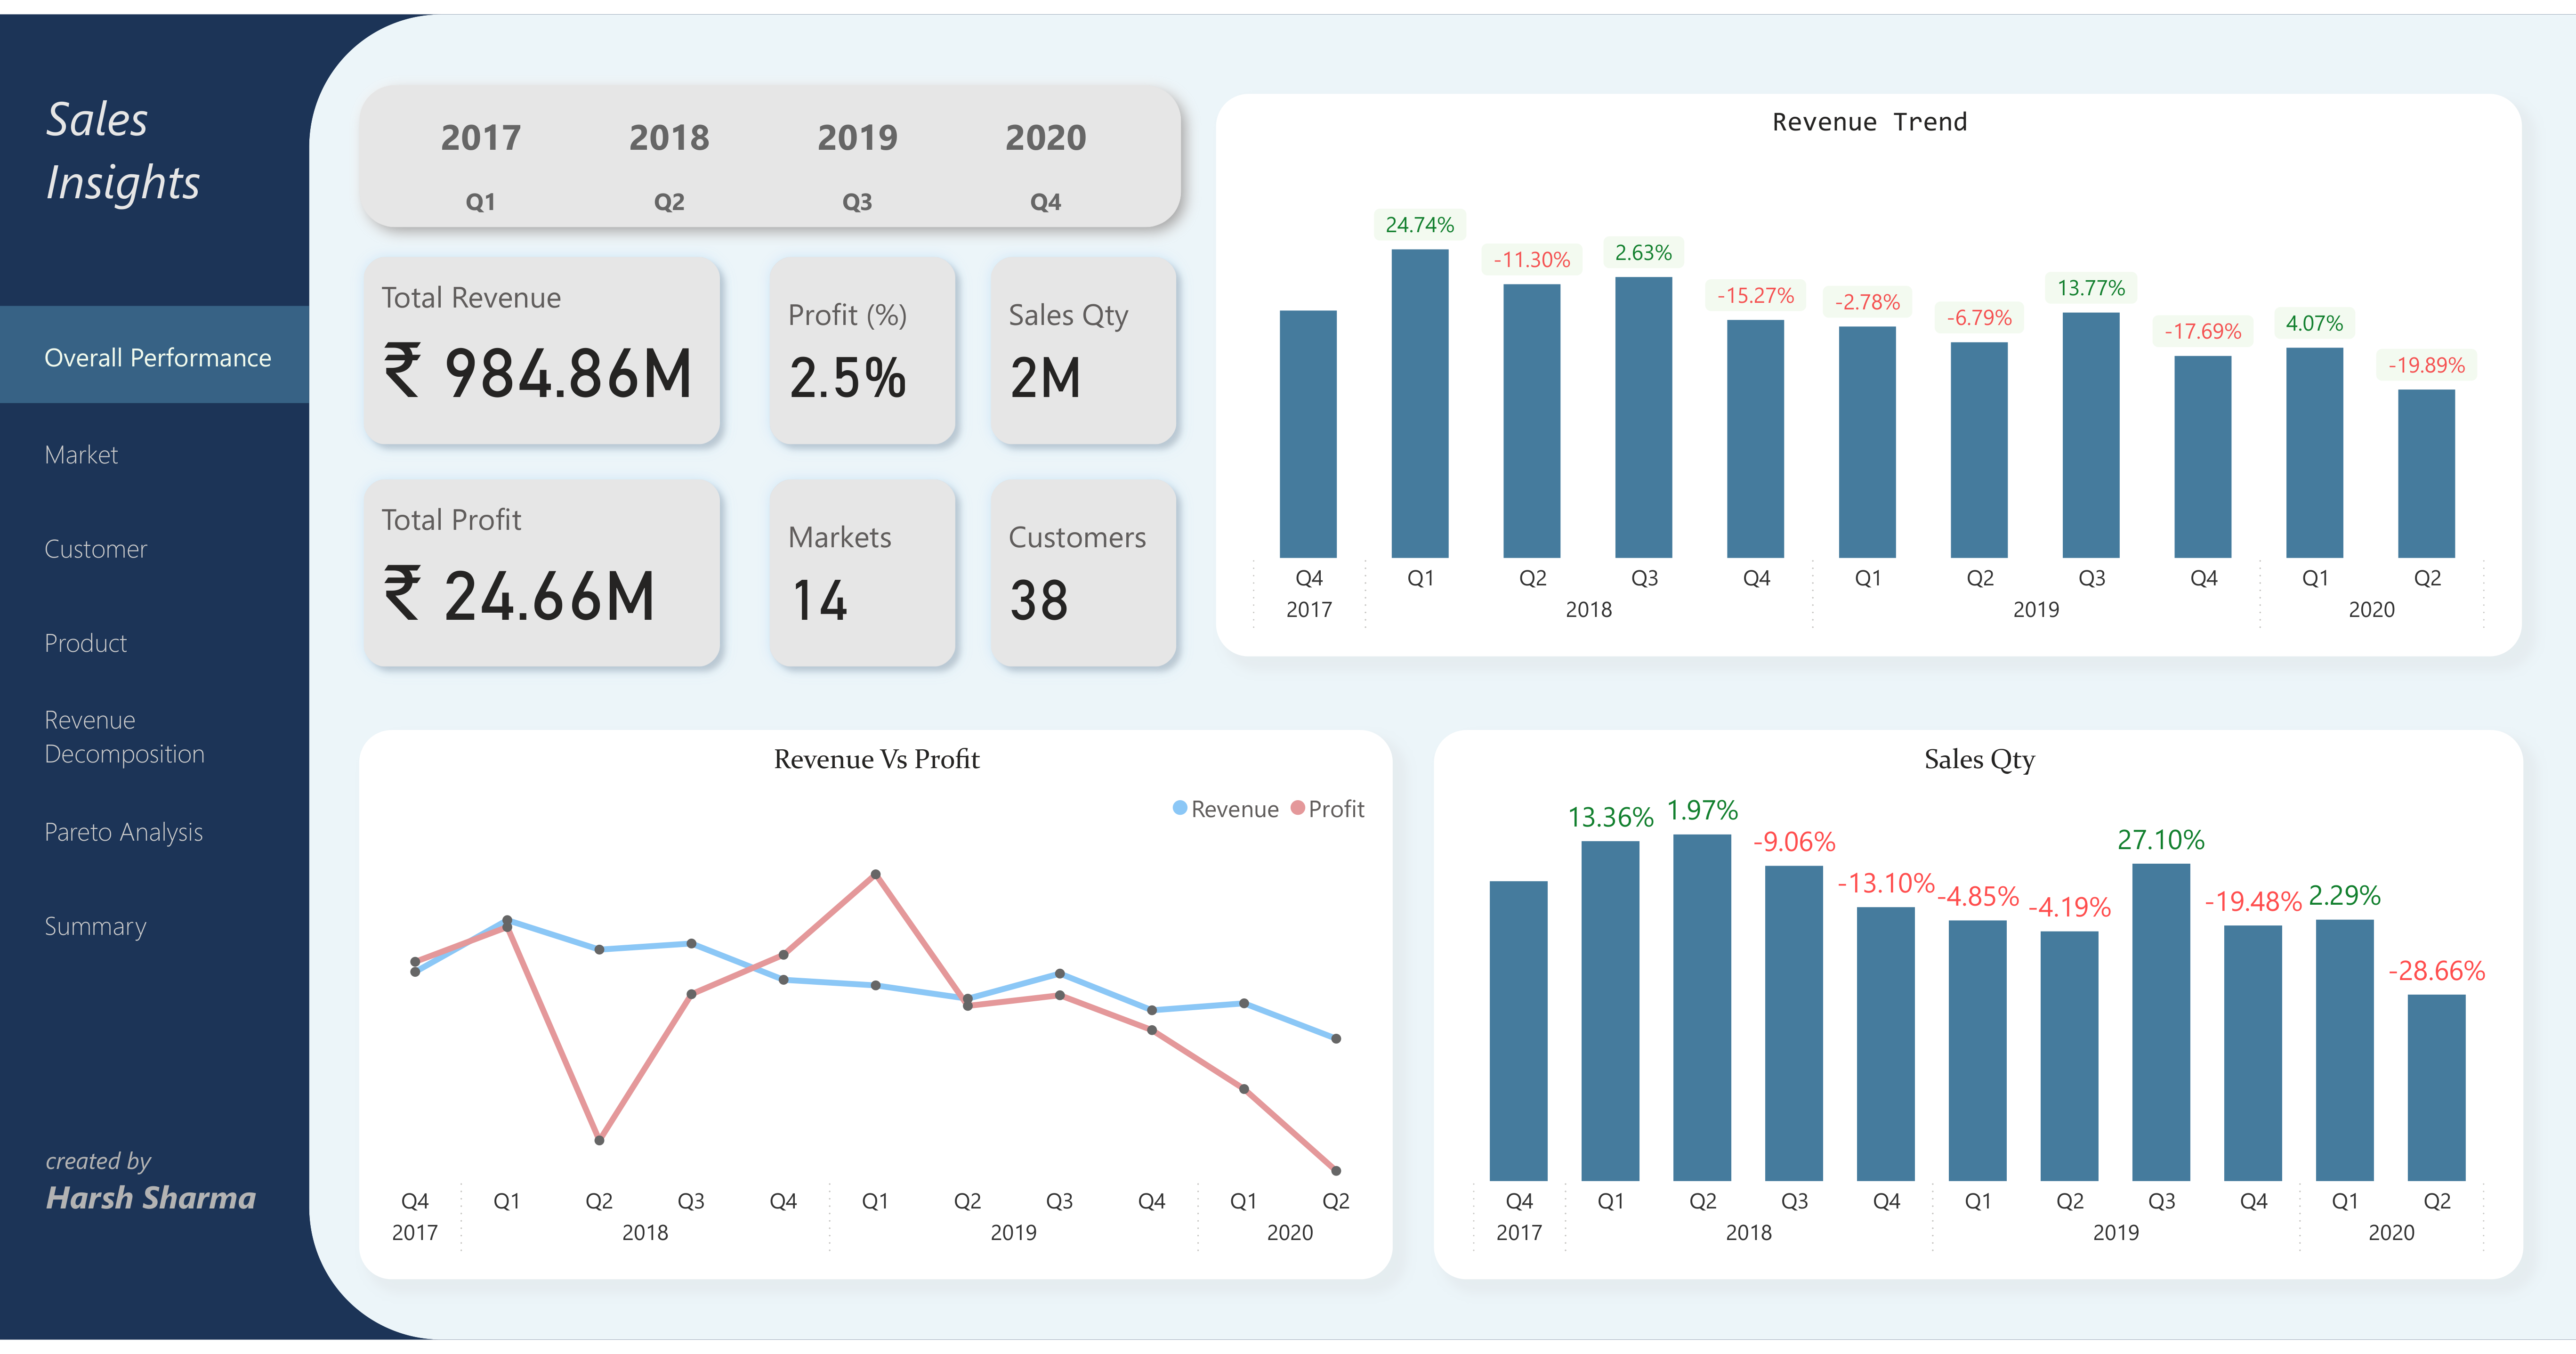 Sales
Insights
Overall Performance
Market
Customer
Product
Revenue
Decomposition
Pareto Analysis
Summary
created by
Harsh Sharma
2017 2018 2019 2020
Q1 Q2 Q3 Q4
Total Revenue
₹ 984.86M
Profit (%)
2.5%
Sales Qty
2M
Total Profit
₹ 24.66M
Markets
14
Customers
38
Revenue Trend
24.74% -11.30% 2.63% -15.27% -2.78% -6.79% 13.77% -17.69% 4.07% -19.89%
Q4 Q1 Q2 Q3 Q4 Q1 Q2 Q3 Q4 Q1 Q2
2017 2018 2019 2020
Revenue Vs Profit
Revenue Profit
Q4 Q1 Q2 Q3 Q4 Q1 Q2 Q3 Q4 Q1 Q2
2017 2018 2019 2020
Sales Qty
13.36% 1.97% -9.06% -13.10% -4.85% -4.19% 27.10% -19.48% 2.29% -28.66%
Q4 Q1 Q2 Q3 Q4 Q1 Q2 Q3 Q4 Q1 Q2
2017 2018 2019 2020